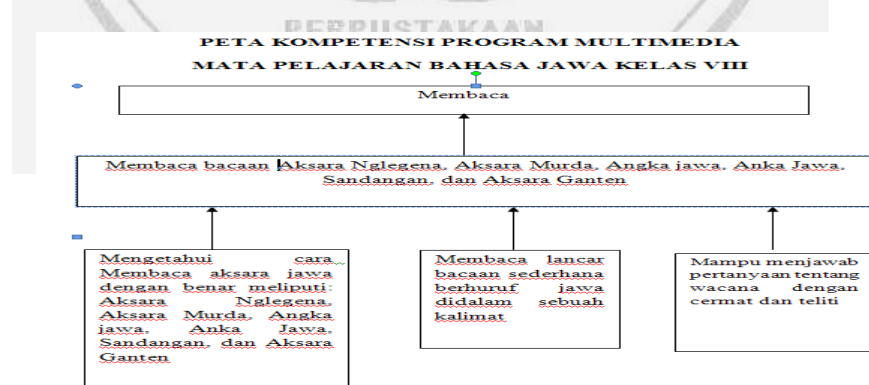 PERPUSTAKAAN
PETA KOMPETENSI PROGRAM MULTIMEDIA
MATA PELAJARAN BAHASA JAWA KELAS VIII
Membaca
Membaca bacaan Aksara Nglegena, Aksara Murda, Angka jawa, Anka Jawa,
Sandangan, dan Aksara Ganten
Mengetahui cara
Membaca aksara jawa
dengan benar meliputi:
Aksara Nglegena,
Aksara Murda, Angka
jawa, Anka Jawa,
Sandangan, dan Aksara
Ganten
Membaca lancar
bacaan sederhana
berhuruf jawa
didalam sebuah
kalimat
Mampu menjawab
pertanyaan tentang
wacana dengan
cermat dan teliti